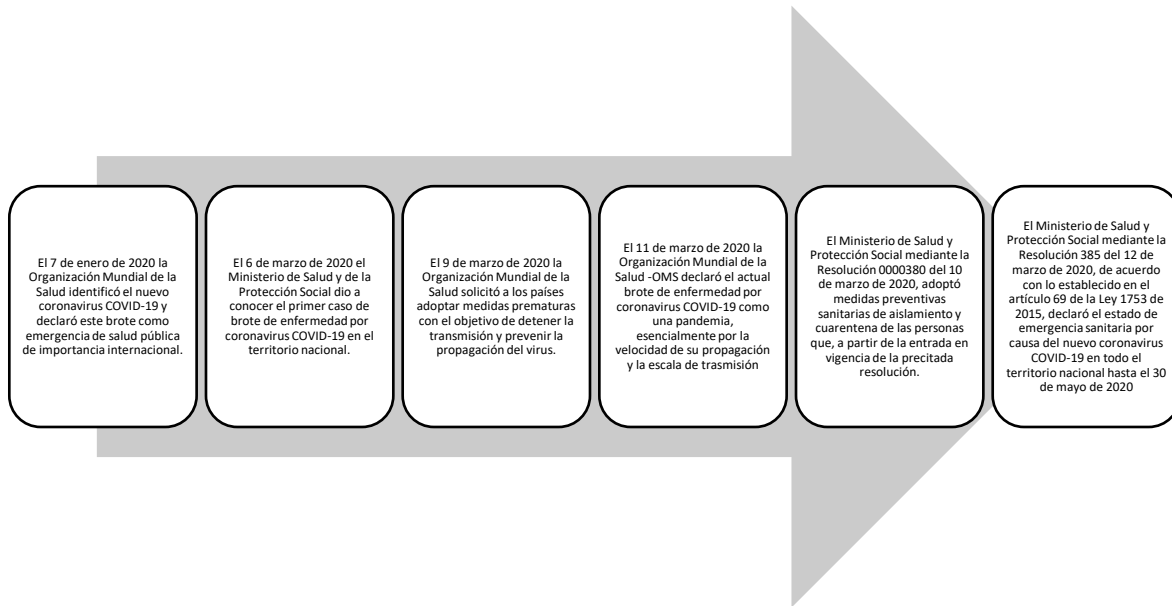 El 7 de enero de 2020 la
Organización Mundial de la
Salud identificó el nuevo
coronavirus COVID-19 y
declaró este brote como
emergencia de salud pública
de importancia internacional.
El 6 de marzo de 2020 el
Ministerio de Salud y de la
Protección Social dio a
conocer el primer caso de
brote de enfermedad por
coronavirus COVID-19 en el
territorio nacional.
El 9 de marzo de 2020 la
Organización Mundial de la
Salud solicitó a los países
adoptar medidas prematuras
con el objetivo de detener la
transmisión y prevenir la
propagación del virus.
El 11 de marzo de 2020 la
Organización Mundial de la
Salud -OMS declaró el actual
brote de enfermedad por
coronavirus COVID-19 como
una pandemia,
esencialmente por la
velocidad de su propagación
y la escala de trasmisión
El Ministerio de Salud y
Protección Social mediante la
Resolución 0000380 del 10
de marzo de 2020, adoptó
medidas preventivas
sanitarias de aislamiento y
cuarentena de las personas
que, a partir de la entrada en
vigencia de la precitada
resolución.
El Ministerio de Salud y
Protección Social mediante la
Resolución 385 del 12 de
marzo de 2020, de acuerdo
con lo establecido en el
artículo 69 de la Ley 1753 de
2015, declaró el estado de
emergencia sanitaria por
causa del nuevo coronavirus
COVID-19 en todo el
territorio nacional hasta el 30
de mayo de 2020